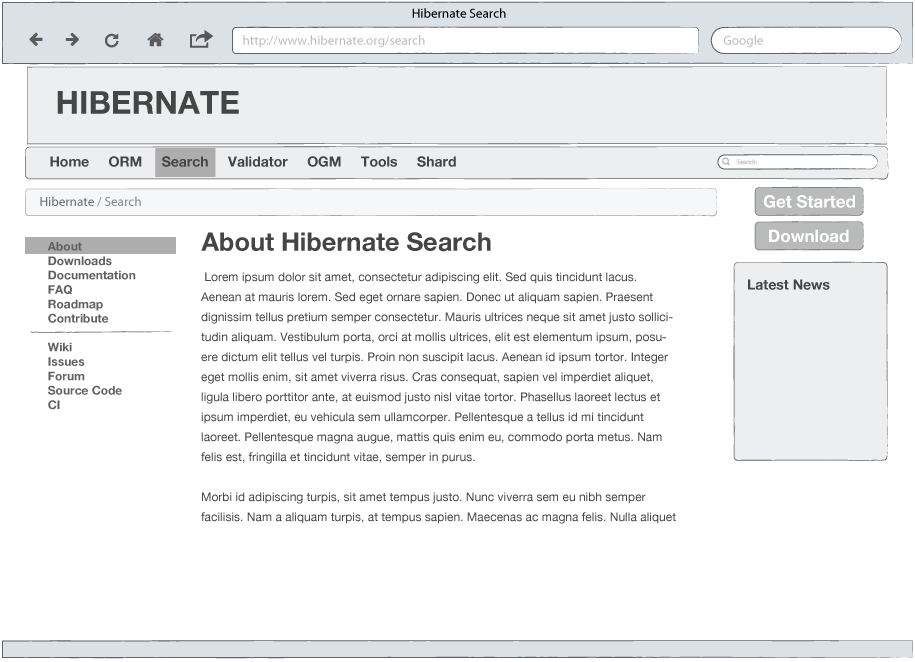 Hibernate Search
http://www.hibernate.org/search
Google
HIBERNATE
Home ORM Search Validator OGM Tools Shard
Search
Hibernate / Search
Get Started
Download
About
Downloads
Documentation
FAQ
Roadmap
Contribute
Wiki
Issues
Forum
Source Code
CI
About Hibernate Search
Lorem ipsum dolor sit amet, consectetur adipiscing elit. Sed quis tincidunt lacus.
Aenean at mauris lorem. Sed eget ornare sapien. Donec ut aliquam sapien. Praesent
dignissim tellus pretium semper consectetur. Mauris ultrices neque sit amet justo sollici-
tudin aliquam. Vestibulum porta, orci at mollis ultrices, elit est elementum ipsum, posu-
ere dictum elit tellus vel turpis. Proin non suscipit lacus. Aenean id ipsum tortor. Integer
eget mollis enim, sit amet viverra risus. Cras consequat, sapien vel imperdiet aliquet,
ligula libero porttitor ante, at euismod justo nisl vitae tortor. Phasellus laoreet lectus et
ipsum imperdiet, eu vehicula sem ullamcorper. Pellentesque a tellus id mi tincidunt
laoreet. Pellentesque magna augue, mattis quis enim eu, commodo porta metus. Nam
felis est, fringilla et tincidunt vitae, semper in purus.
Morbi id adipiscing turpis, sit amet tempus justo. Nunc viverra sem eu nibh semper
facilisis. Nam a aliquam turpis, at tempus sapien. Maecenas ac magna felis. Nulla aliquet
Latest News